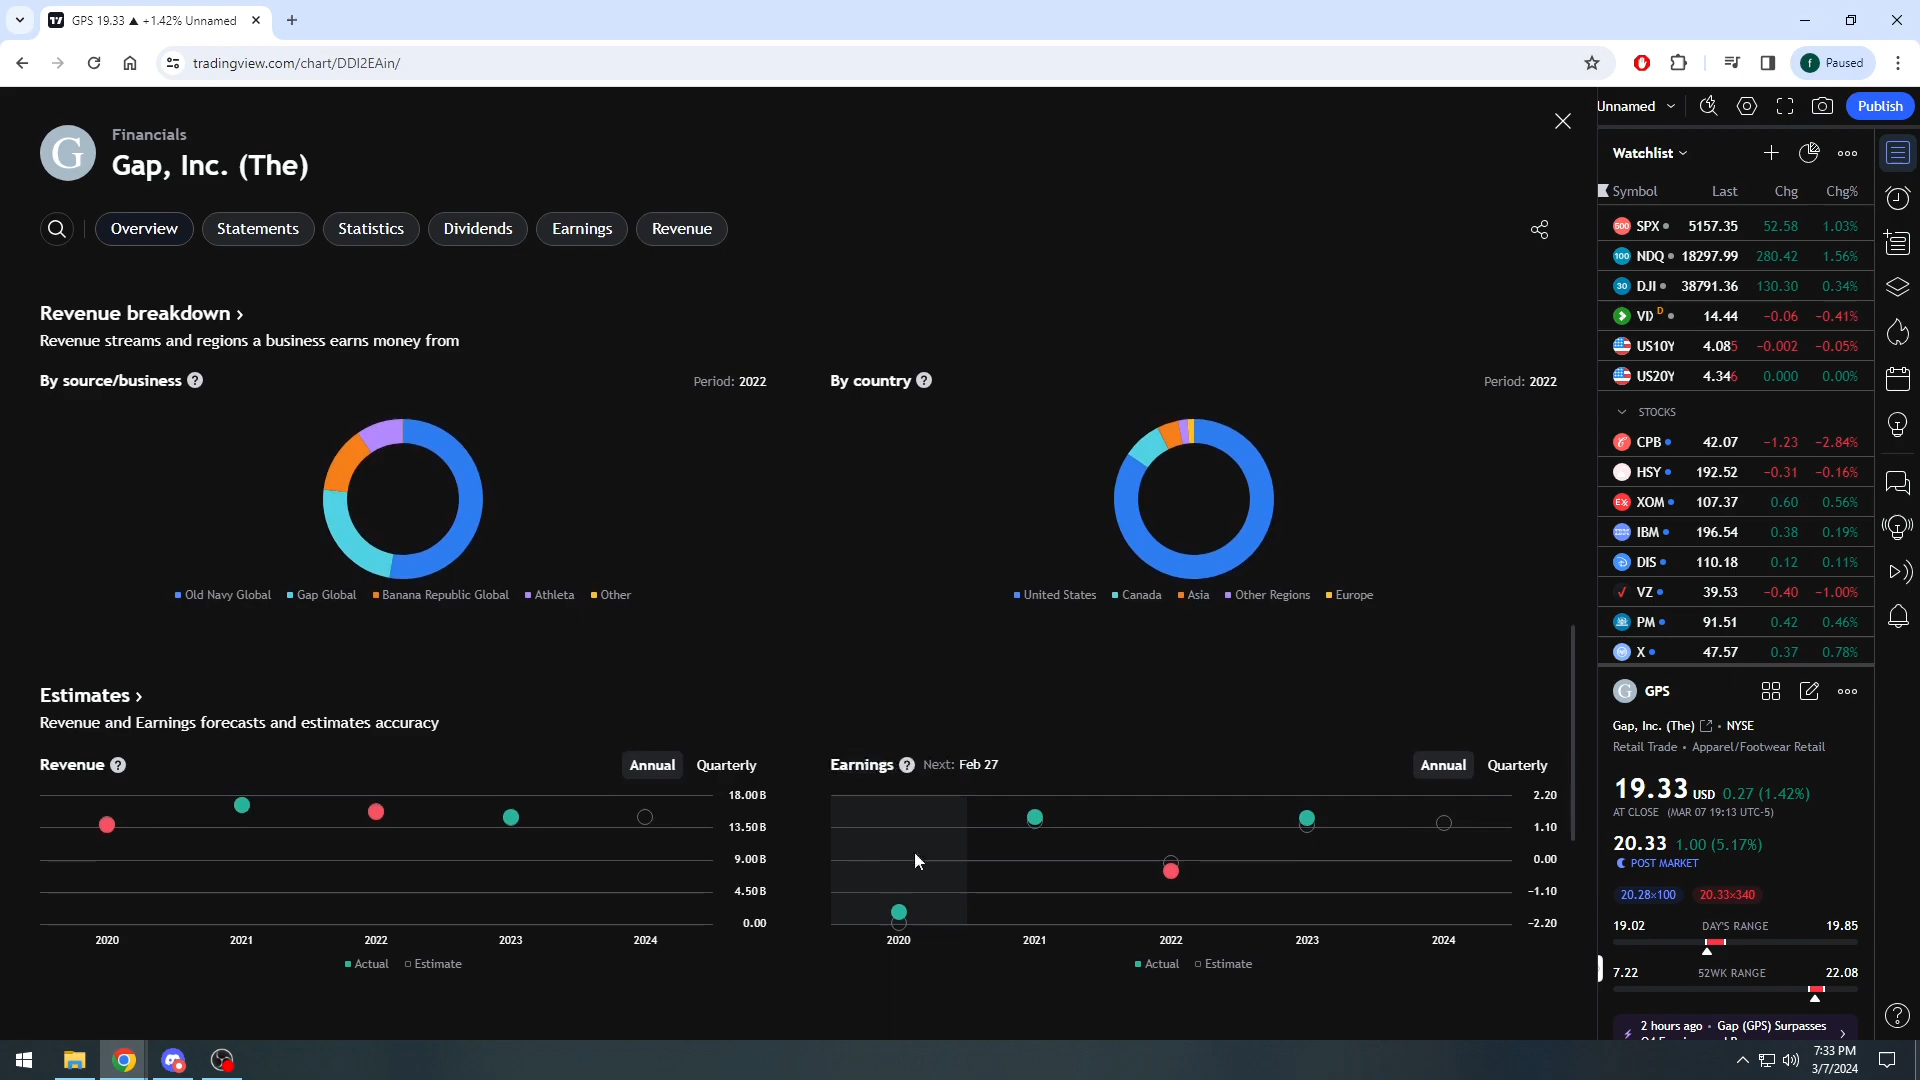 GPS 19.33 ▲ +1.42% Unnamed
tradingview.com/chart/DDI2EAin/
f Paused
G
Financials
Gap, Inc. (The)
Overview Statements Statistics Dividends Earnings Revenue
Revenue breakdown ›
Revenue streams and regions a business earns money from
By source/business ? Period: 2022
Old Navy Global Gap Global Banana Republic Global Athleta Other
By country ? Period: 2022
United States Canada Asia Other Regions Europe
Estimates ›
Revenue and Earnings forecasts and estimates accuracy
Revenue ? Annual Quarterly
18.00B
13.50B
9.00B
4.50B
0.00
2020 2021 2022 2023 2024
Actual Estimate
Earnings ? Next: Feb 27 Annual Quarterly
2.20
1.10
0.00
−1.10
−2.20
2020 2021 2022 2023 2024
Actual Estimate
Unnamed Publish
Watchlist
Symbol Last Chg Chg%
500 SPX 5157.35 52.58 1.03%
100 NDQ 18297.99 280.42 1.56%
30 DJI 38791.36 130.30 0.34%
VIX D 14.44 −0.06 −0.41%
US10Y 4.085 −0.002 −0.05%
US20Y 4.346 0.000 0.00%
STOCKS
CPB 42.07 −1.23 −2.84%
HSY 192.52 −0.31 −0.16%
XOM 107.37 0.60 0.56%
IBM 196.54 0.38 0.19%
DIS 110.18 0.12 0.11%
VZ 39.53 −0.40 −1.00%
PM 91.51 0.42 0.46%
X 47.57 0.37 0.78%
G GPS
Gap, Inc. (The) • NYSE
Retail Trade • Apparel/Footwear Retail
19.33 USD 0.27 (1.42%)
AT CLOSE (MAR 07 19:13 UTC-5)
20.33 1.00 (5.17%)
POST MARKET
20.28×100 20.33×340
19.02 DAY'S RANGE 19.85
7.22 52WK RANGE 22.08
2 hours ago • Gap (GPS) Surpasses
7:33 PM
3/7/2024